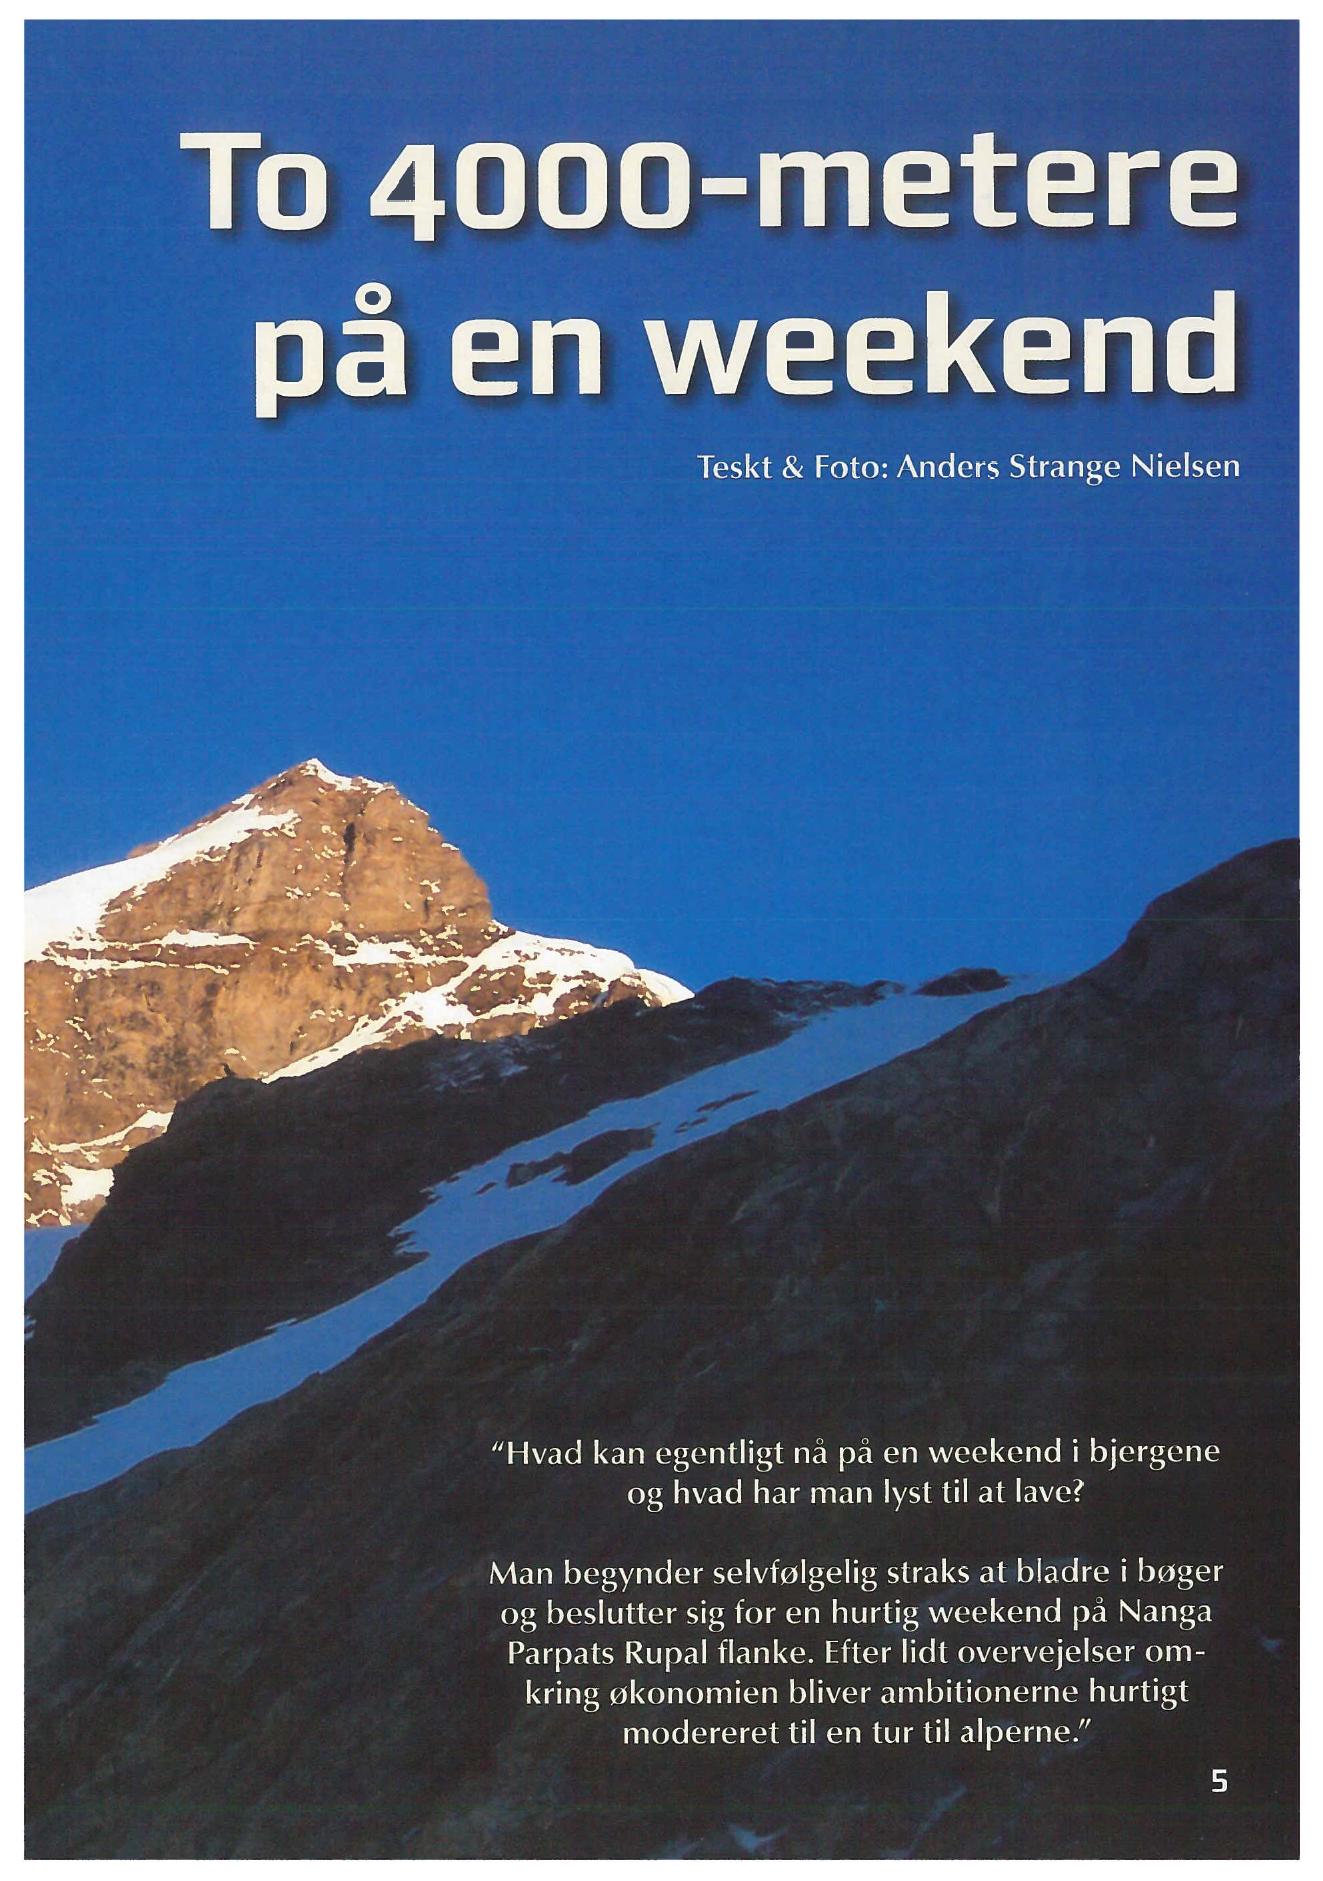 To 4000-metere
på en weekend
Teskt & Foto: Anders Strange Nielsen
“Hvad kan egentligt nå på en weekend i bjergene
og hvad har man lyst til at lave?
Man begynder selvfølgelig straks at bladre i bøger
og beslutter sig for en hurtig weekend på Nanga
Parpats Rupal flanke. Efter lidt overvejelser om-
kring økonomien bliver ambitionerne hurtigt
modereret til en tur til alperne.”
5